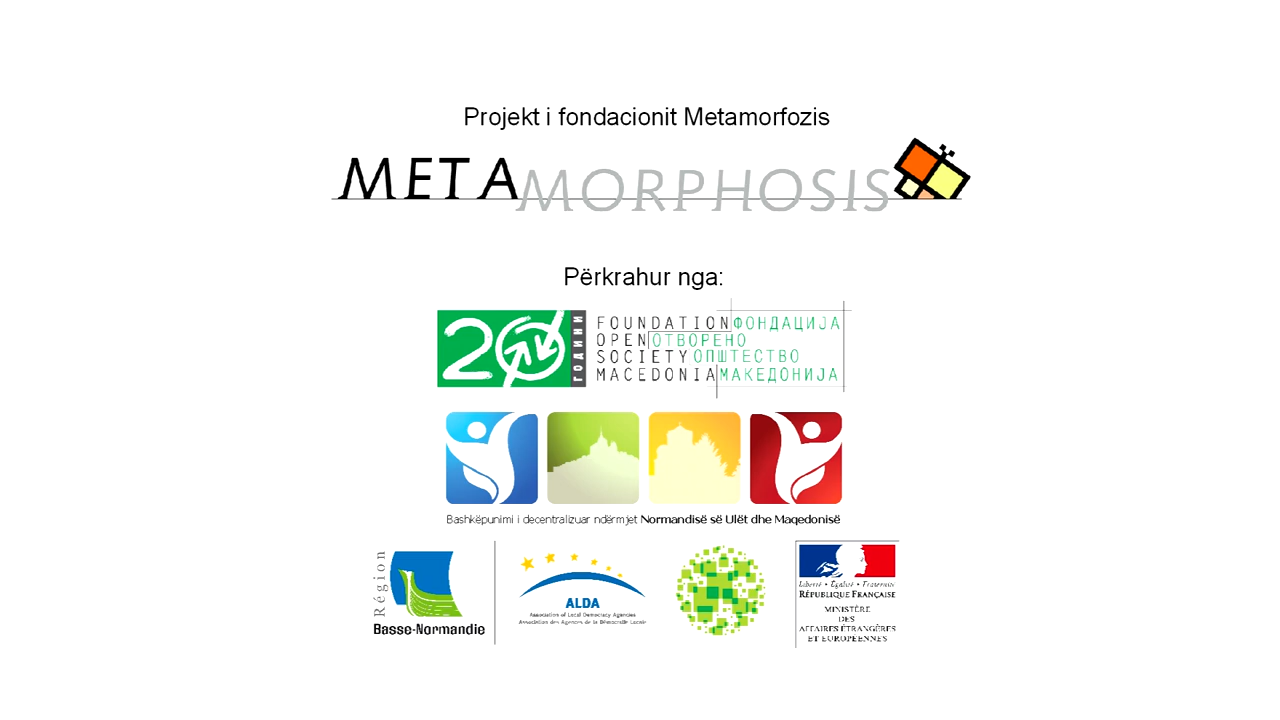 Projekt i fondacionit Metamorfozis
METAMORPHOSIS
Përkrahur nga:
20 ГОДИНИ
FOUNDATION ФОНДАЦИЈА
OPEN ОТВОРЕНО
SOCIETY ОПШТЕСТВО
MACEDONIA МАКЕДОНИЈА
Bashkëpunimi i decentralizuar ndërmjet Normandisë së Ulët dhe Maqedonisë
Région
Basse-Normandie
ALDA
Association of Local Democracy Agencies
Association des Agences de la Démocratie Locale
Liberté • Égalité • Fraternité
RÉPUBLIQUE FRANÇAISE
MINISTÈRE
DES
AFFAIRES ÉTRANGÈRES
ET EUROPÉENNES